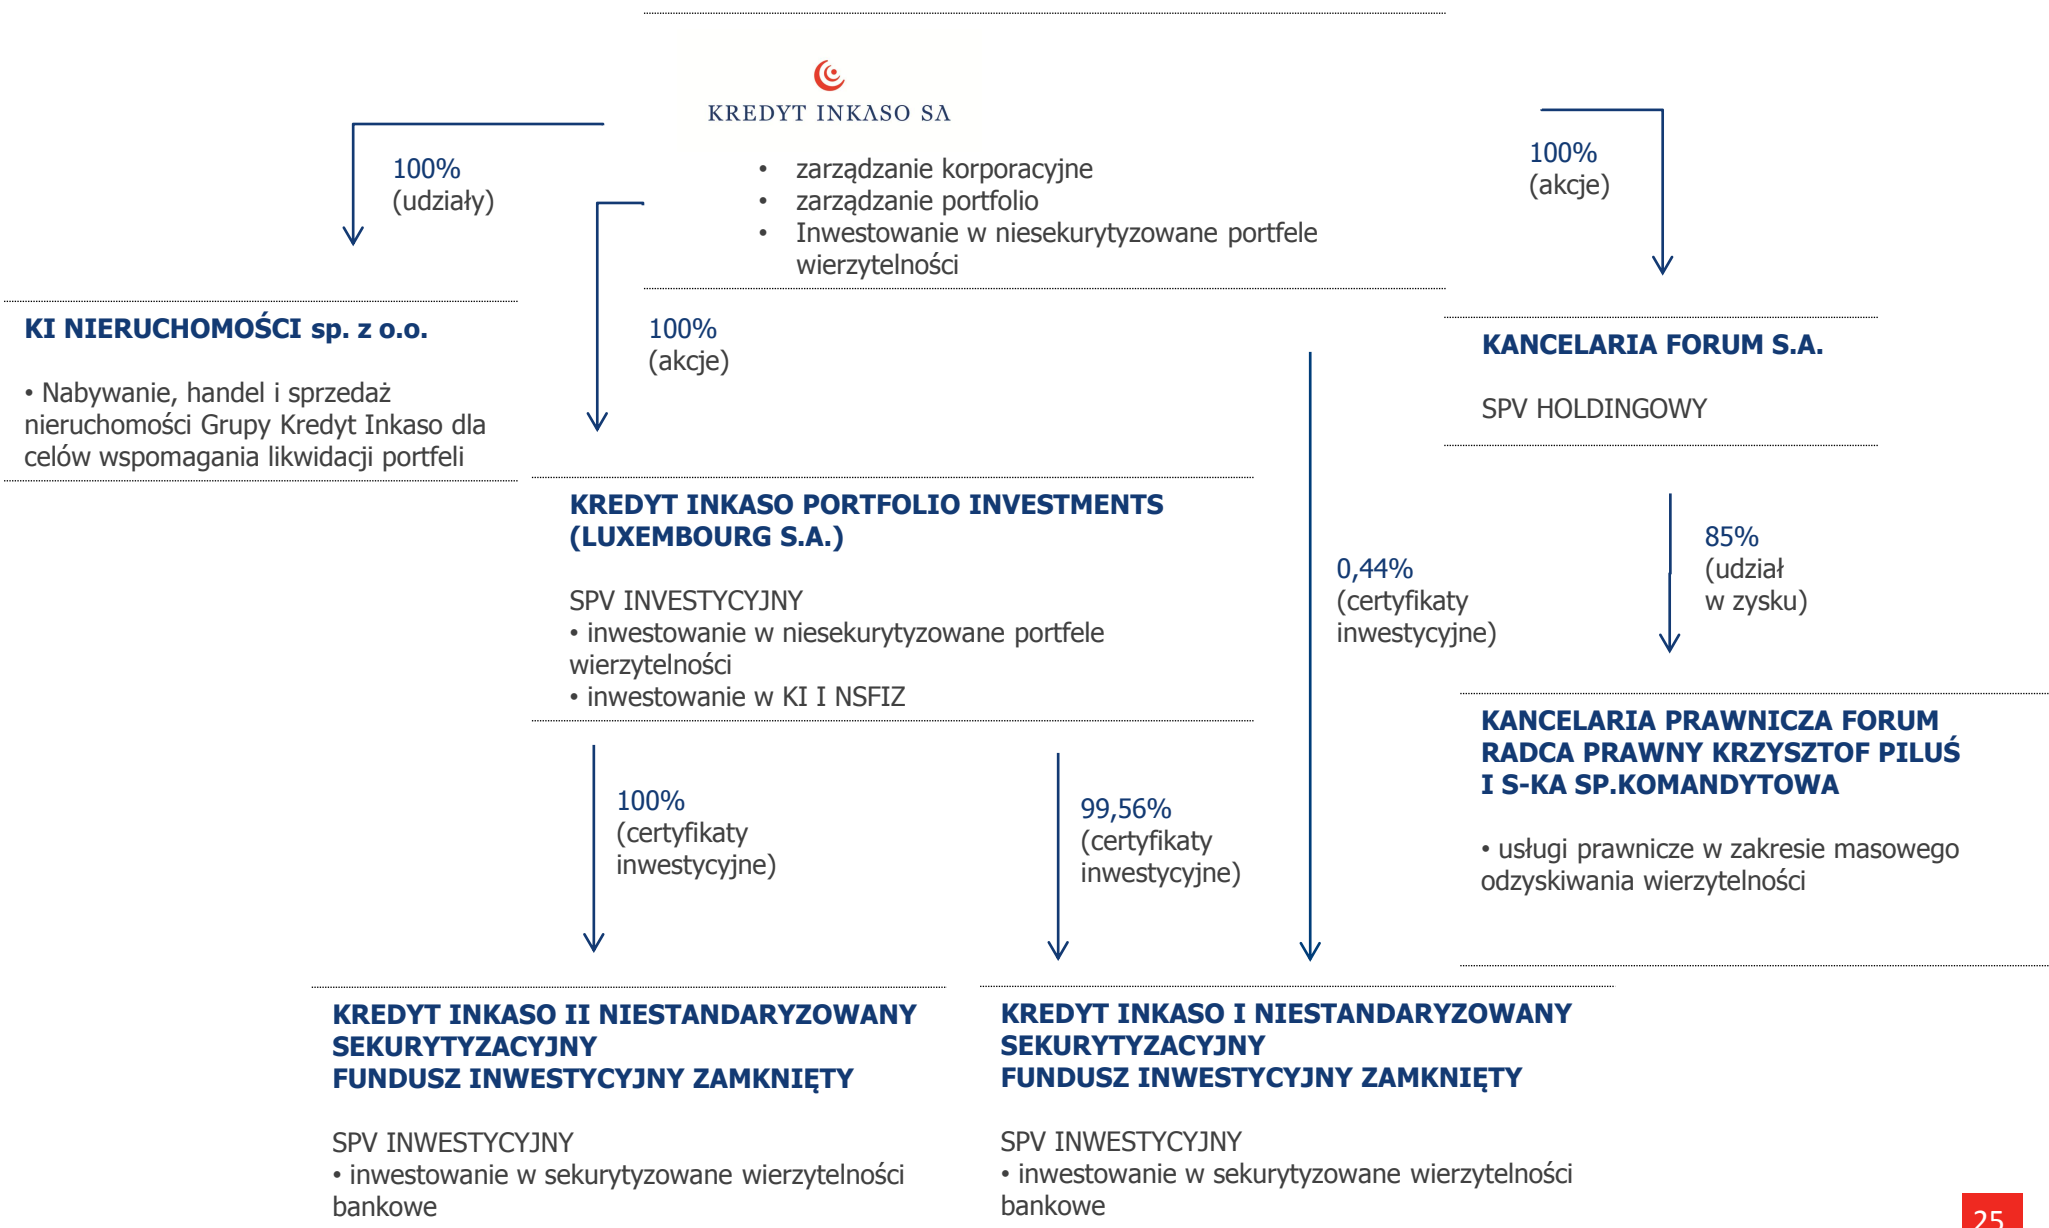 KREDYT INKASO SA
100%
(udziały)
• zarządzanie korporacyjne
• zarządzanie portfolio
• Inwestowanie w niesekurytyzowane portfele
wierzytelności
100%
(akcje)
KI NIERUCHOMOŚCI sp. z o.o.
• Nabywanie, handel i sprzedaż
nieruchomości Grupy Kredyt Inkaso dla
celów wspomagania likwidacji portfeli
100%
(akcje)
KANCELARIA FORUM S.A.
SPV HOLDINGOWY
KREDYT INKASO PORTFOLIO INVESTMENTS
(LUXEMBOURG S.A.)
SPV INVESTYCYJNY
• inwestowanie w niesekurytyzowane portfele
wierzytelności
• inwestowanie w KI I NSFIZ
0,44%
(certyfikaty
inwestycyjne)
85%
(udział
w zysku)
100%
(certyfikaty
inwestycyjne)
99,56%
(certyfikaty
inwestycyjne)
KANCELARIA PRAWNICZA FORUM
RADCA PRAWNY KRZYSZTOF PILUŚ
I S-KA SP.KOMANDYTOWA
• usługi prawnicze w zakresie masowego
odzyskiwania wierzytelności
KREDYT INKASO II NIESTANDARYZOWANY
SEKURYTYZACYJNY
FUNDUSZ INWESTYCYJNY ZAMKNIĘTY
SPV INWESTYCYJNY
• inwestowanie w sekurytyzowane wierzytelności
bankowe
KREDYT INKASO I NIESTANDARYZOWANY
SEKURYTYZACYJNY
FUNDUSZ INWESTYCYJNY ZAMKNIĘTY
SPV INWESTYCYJNY
• inwestowanie w sekurytyzowane wierzytelności
bankowe
25